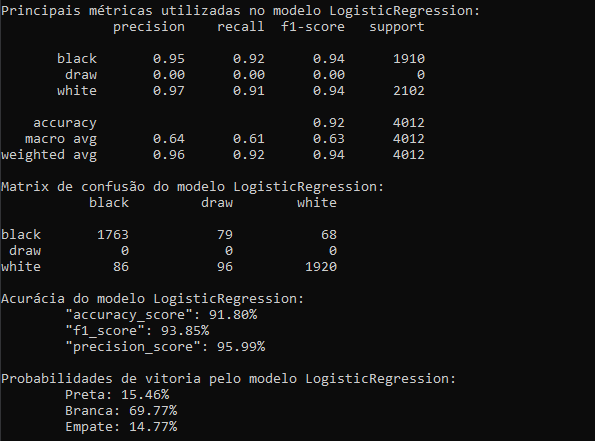 Principais métricas utilizadas no modelo LogisticRegression:
precision recall f1-score support
black 0.95 0.92 0.94 1910
draw 0.00 0.00 0.00 0
white 0.97 0.91 0.94 2102
accuracy 0.92 4012
macro avg 0.64 0.61 0.63 4012
weighted avg 0.96 0.92 0.94 4012
Matrix de confusão do modelo LogisticRegression:
black draw white
black 1763 79 68
draw 0 0 0
white 86 96 1920
Acurácia do modelo LogisticRegression:
"accuracy_score": 91.80%
"f1_score": 93.85%
"precision_score": 95.99%
Probabilidades de vitoria pelo modelo LogisticRegression:
Preta: 15.46%
Branca: 69.77%
Empate: 14.77%